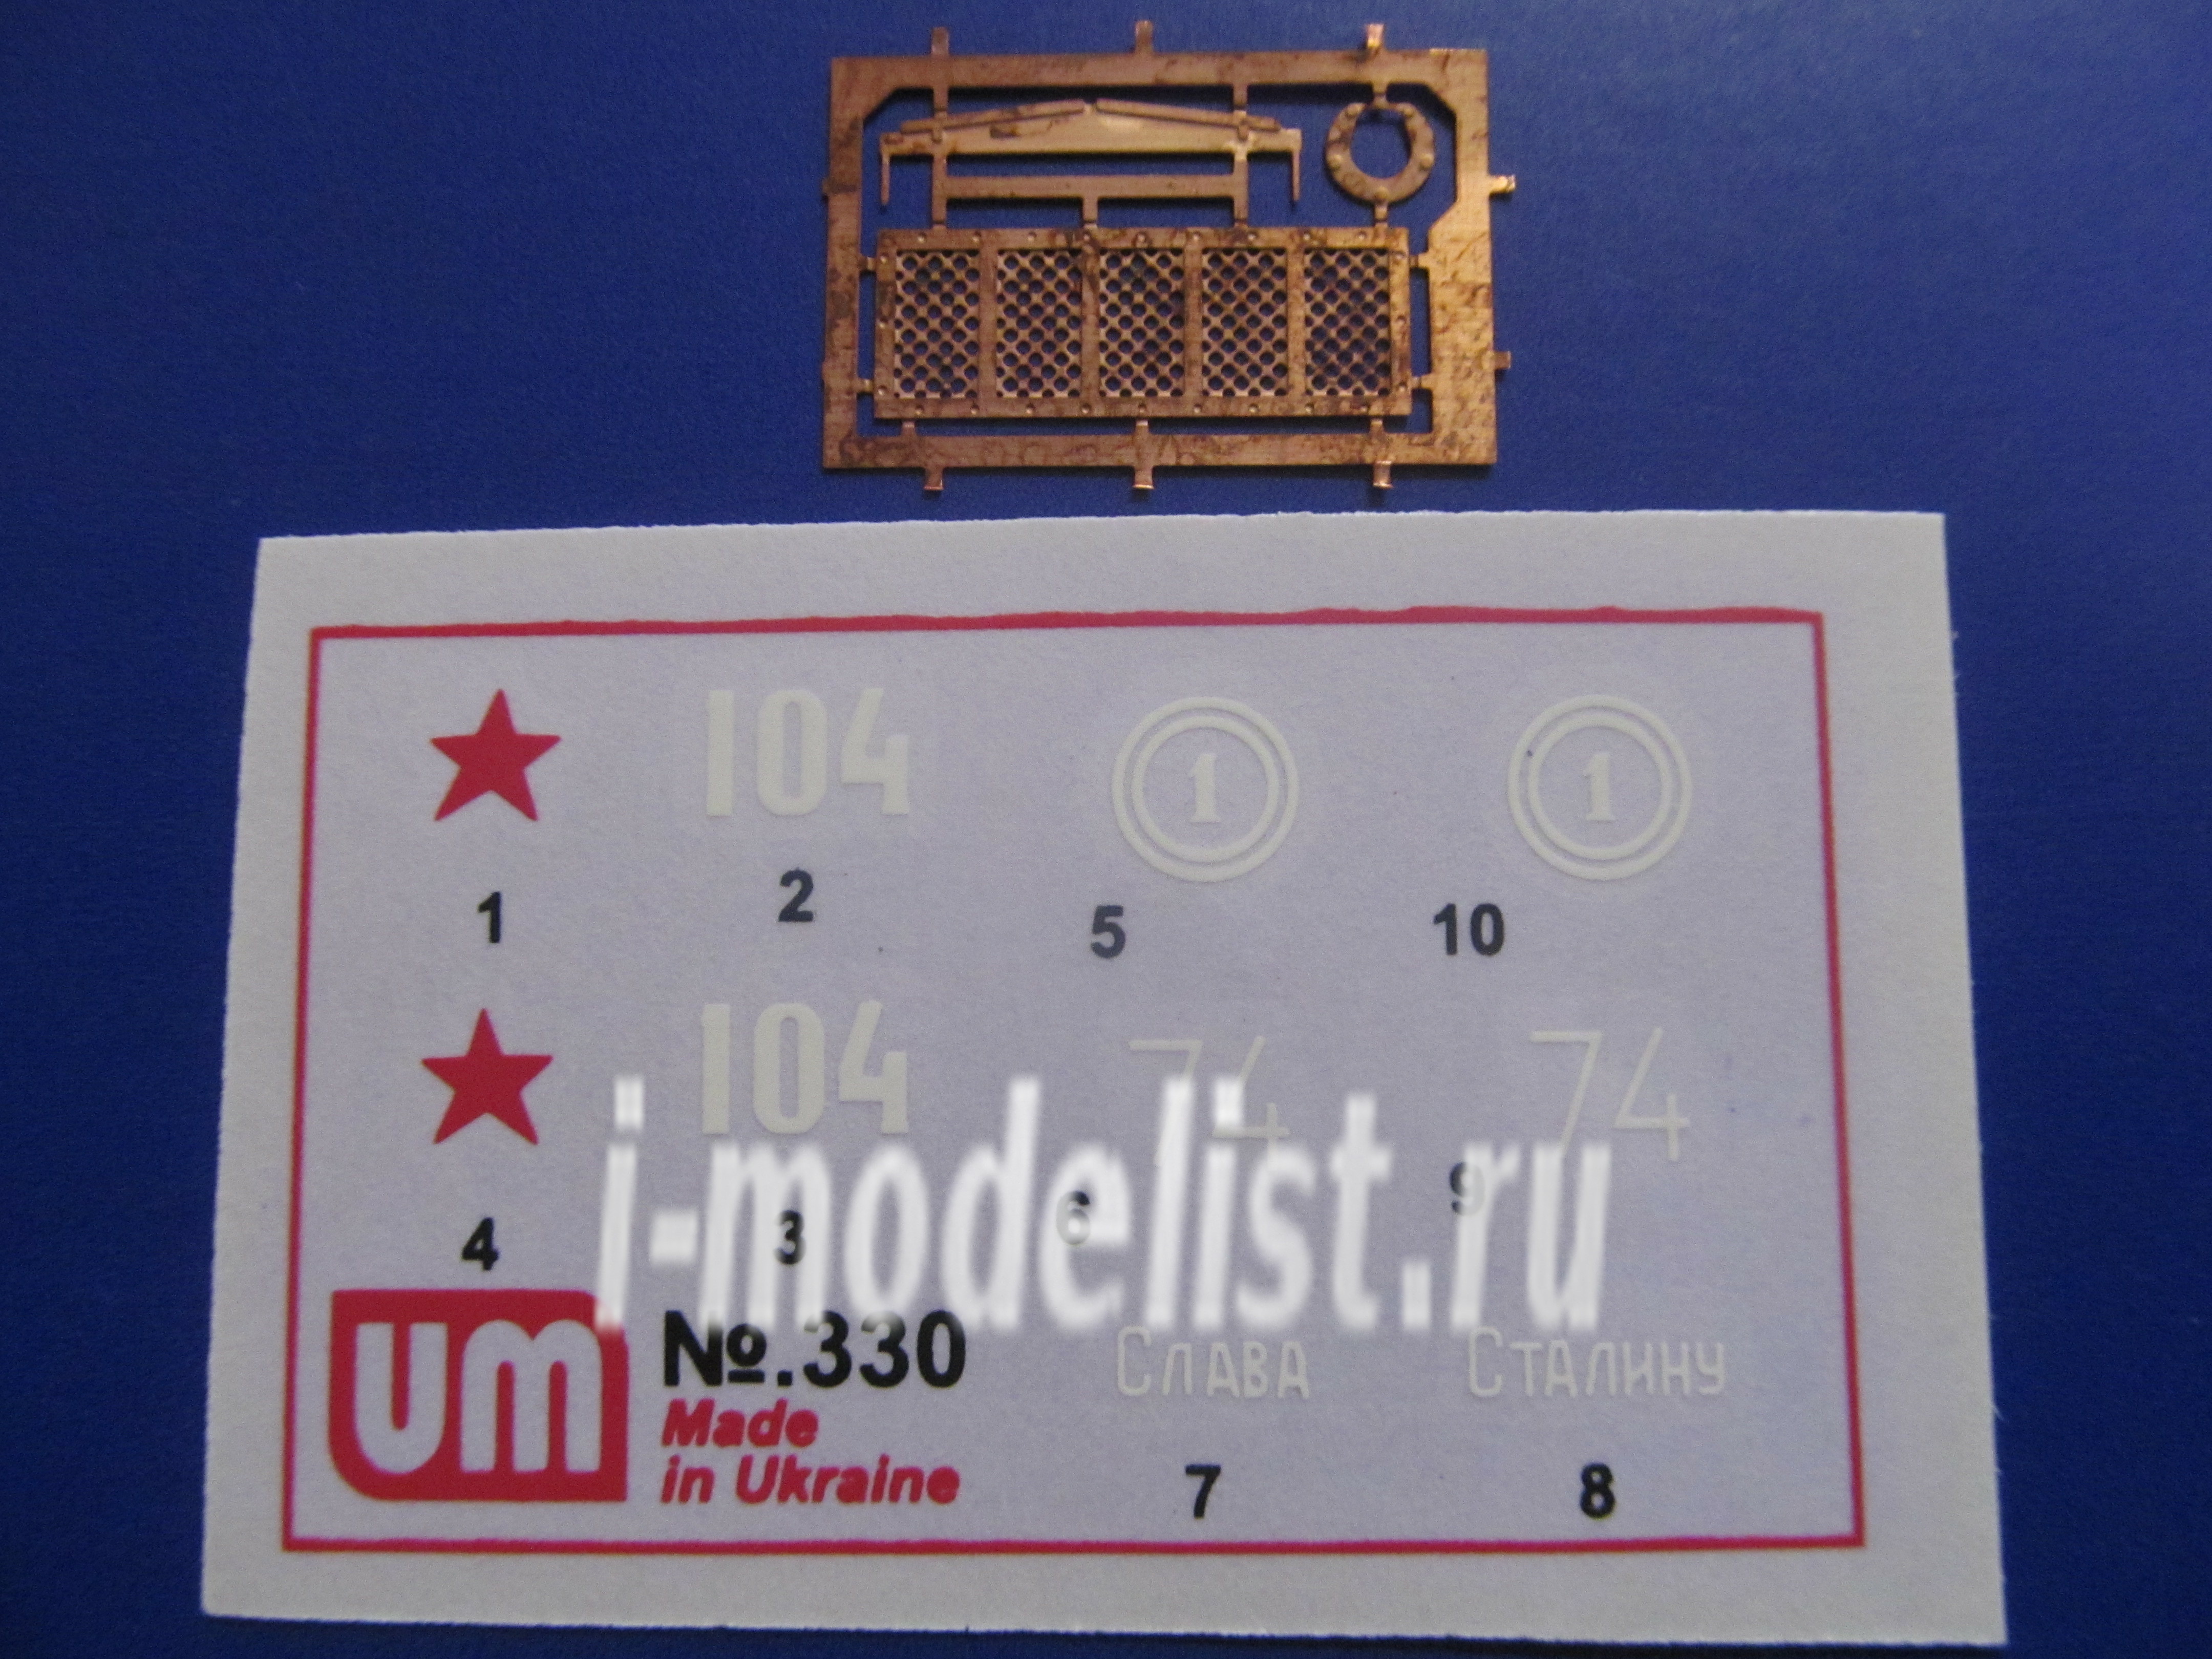 104 1 1
1 2 5 10
104 74 74
4 3 6 9
i-modelist.ru
um №.330 Слава Сталину
Made
in Ukraine
7 8